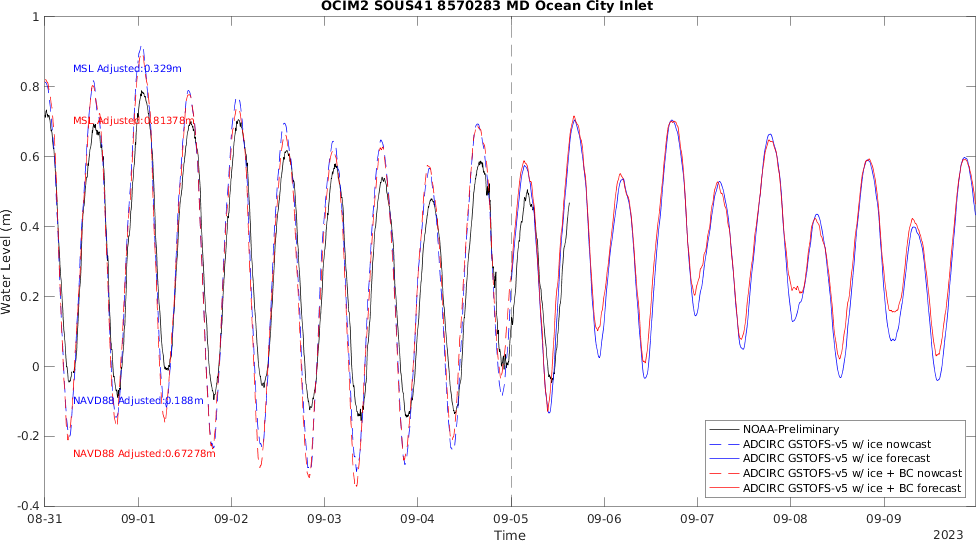 OCIM2 SOUS41 8570283 MD Ocean City Inlet
Water Level (m)
1
0.8
0.6
0.4
0.2
0
-0.2
-0.4
MSL Adjusted:0.329m
MSL Adjusted:0.81378m
NAVD88 Adjusted:0.188m
NAVD88 Adjusted:0.67278m
NOAA-Preliminary
ADCIRC GSTOFS-v5 w/ ice nowcast
ADCIRC GSTOFS-v5 w/ ice forecast
ADCIRC GSTOFS-v5 w/ ice + BC nowcast
ADCIRC GSTOFS-v5 w/ ice + BC forecast
08-31 09-01 09-02 09-03 09-04 09-05 09-06 09-07 09-08 09-09
Time
2023